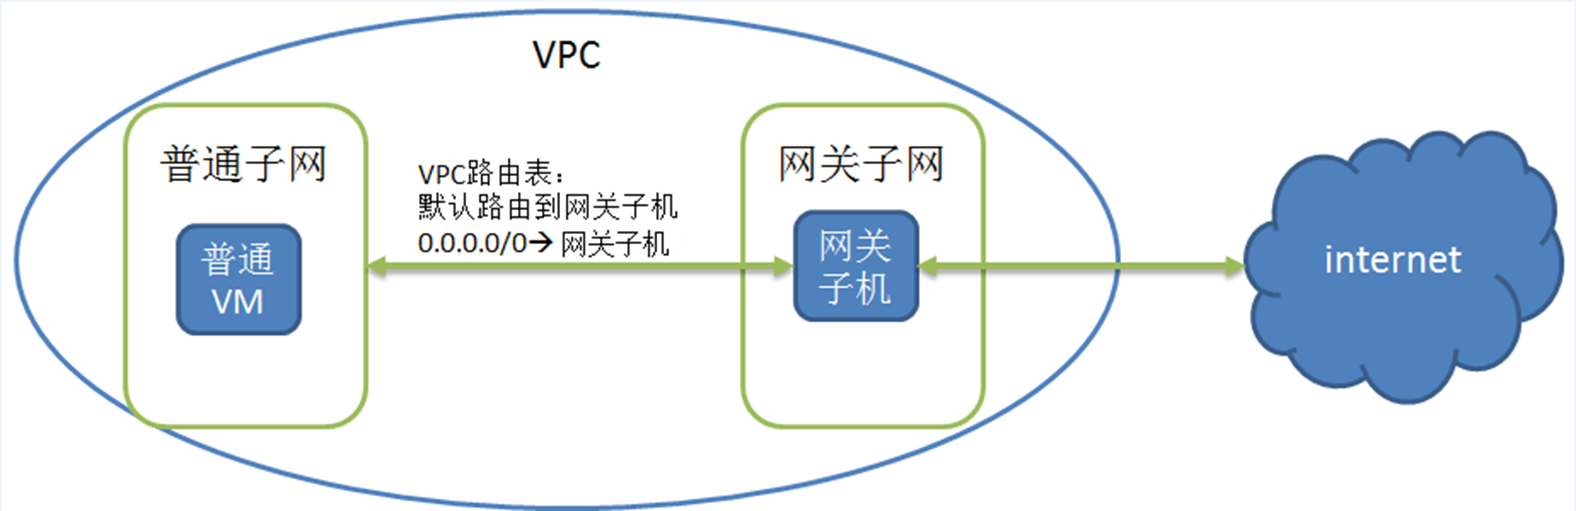 VPC
普通子网
普通
VM
VPC路由表：
默认路由到网关子机
0.0.0.0/0→ 网关子机
网关子网
网关
子机
internet